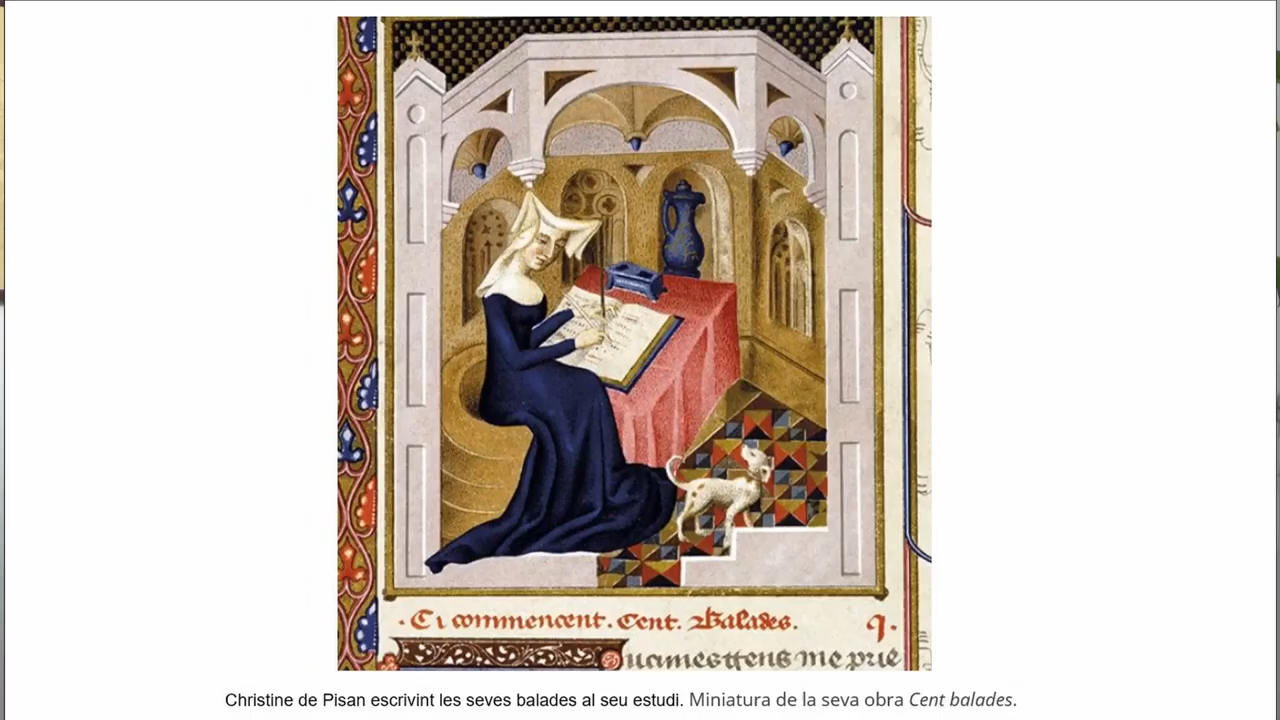 · Ci commencent. Cent. Balades. 
Christine de Pisan escrivint les seves balades al seu estudi. Miniatura de la seva obra Cent balades.